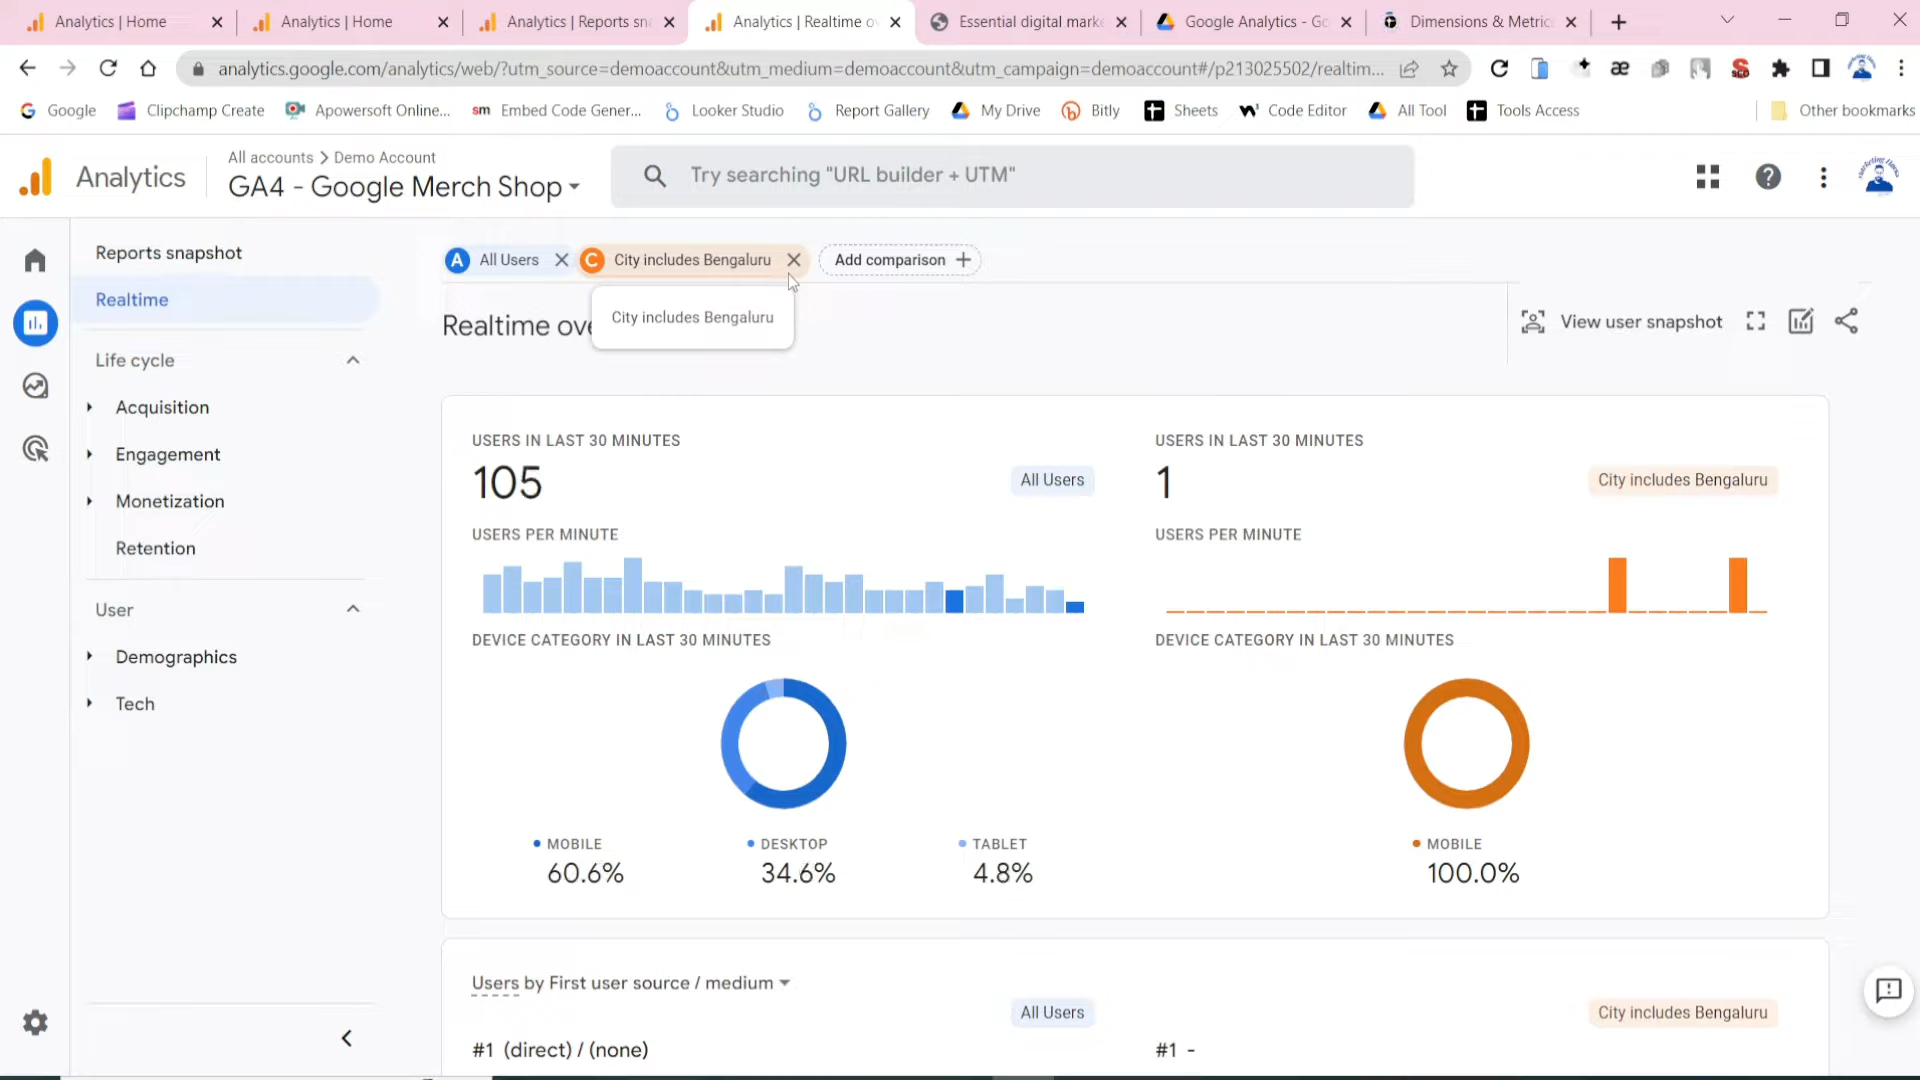 Analytics | Home
Analytics | Home
Analytics | Reports sn
Analytics | Realtime o
Essential digital marke
Google Analytics - Go
Dimensions & Metric
analytics.google.com/analytics/web/?utm_source=demoaccount&utm_medium=demoaccount&utm_campaign=demoaccount#/p213025502/realtim...
Google
Clipchamp Create
Apowersoft Online...
sm Embed Code Gener...
Looker Studio
Report Gallery
My Drive
Bitly
Sheets
Code Editor
All Tool
Tools Access
Other bookmarks
Analytics
All accounts > Demo Account
GA4 - Google Merch Shop
Try searching "URL builder + UTM"
Reports snapshot
Realtime
Life cycle
Acquisition
Engagement
Monetization
Retention
User
Demographics
Tech
A All Users
C City includes Bengaluru
Add comparison +
City includes Bengaluru
Realtime ove
View user snapshot
USERS IN LAST 30 MINUTES
105
All Users
USERS PER MINUTE
DEVICE CATEGORY IN LAST 30 MINUTES
MOBILE
60.6%
DESKTOP
34.6%
TABLET
4.8%
USERS IN LAST 30 MINUTES
1
City includes Bengaluru
USERS PER MINUTE
DEVICE CATEGORY IN LAST 30 MINUTES
MOBILE
100.0%
Users by First user source / medium
All Users
City includes Bengaluru
#1 (direct) / (none)
#1 -